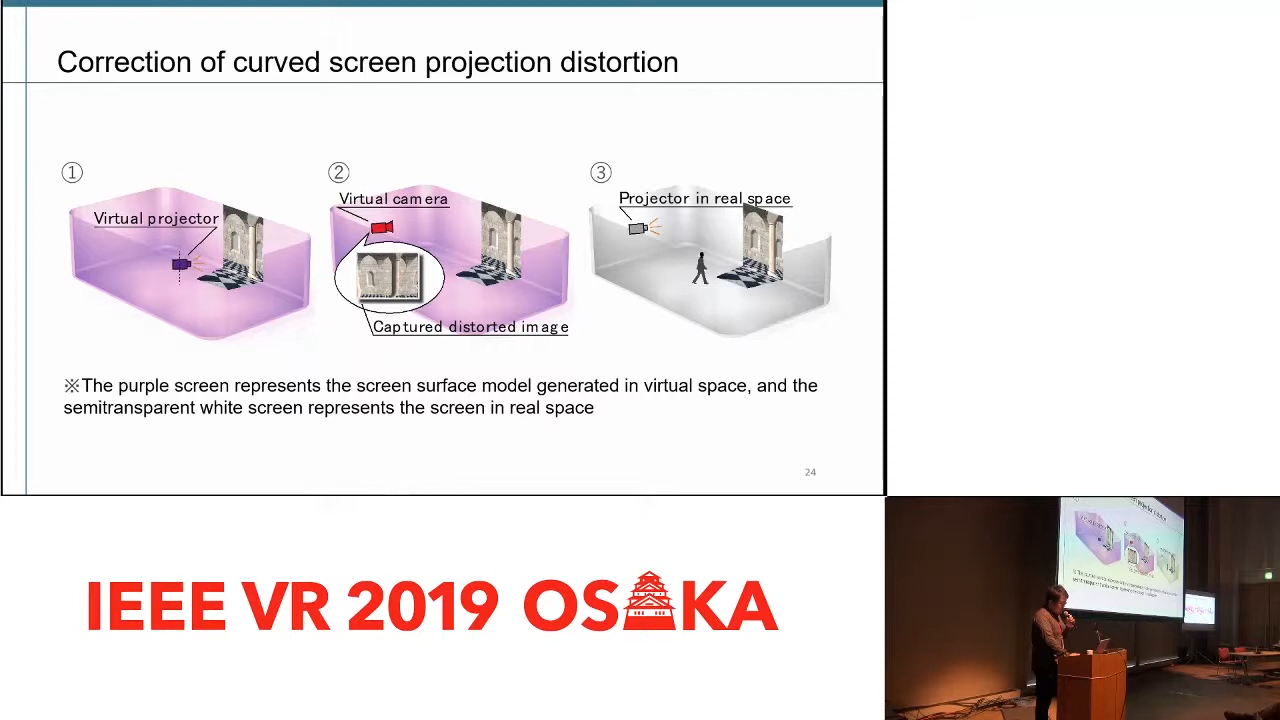 Correction of curved screen projection distortion
①
②
③
Virtual projector
Virtual camera
Captured distorted image
Projector in real space
※The purple screen represents the screen surface model generated in virtual space, and the
semitransparent white screen represents the screen in real space
24
IEEE VR 2019 OSAKA